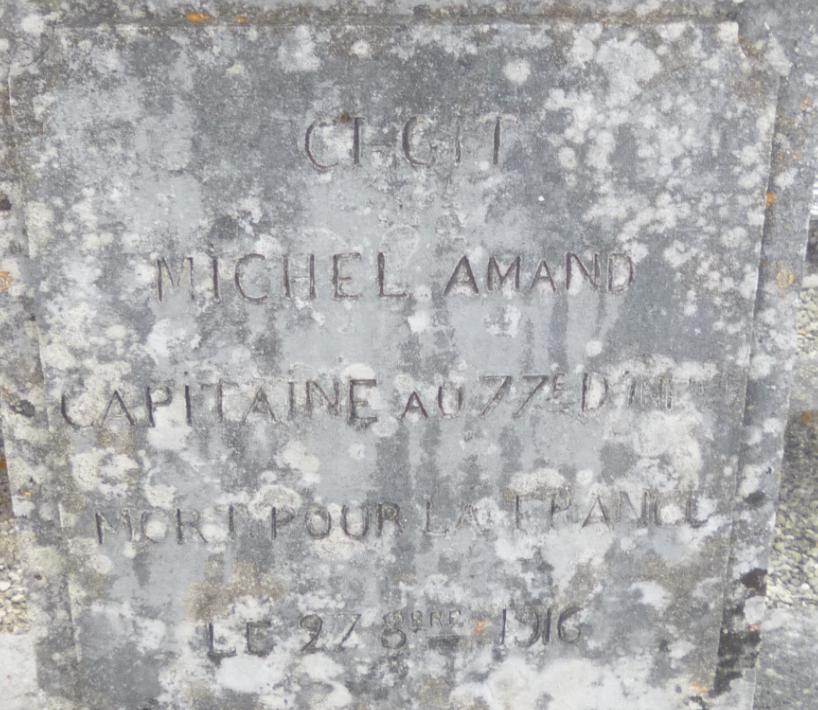 CI-GIT
MICHEL AMAND
CAPITAINE AU 77E D'INFIE
MORT POUR LA FRANCE
LE 27 8BRE 1916